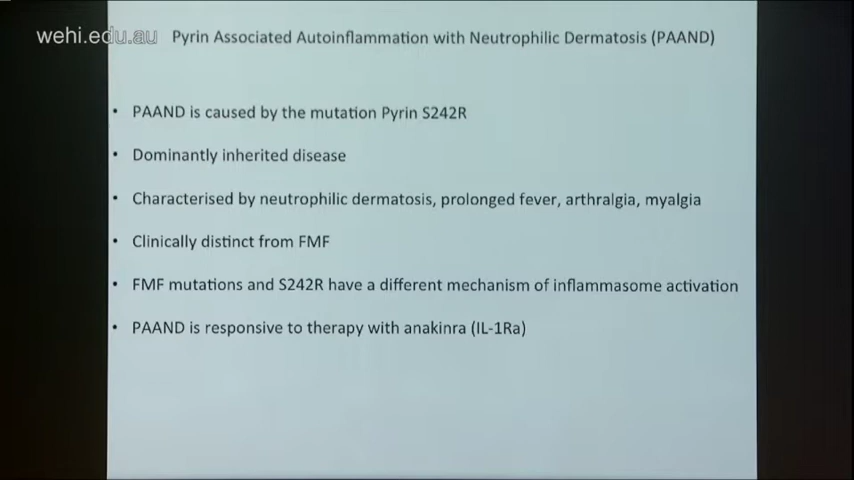 wehi.edu.au
Pyrin Associated Autoinflammation with Neutrophilic Dermatosis (PAAND)
• PAAND is caused by the mutation Pyrin S242R
• Dominantly inherited disease
• Characterised by neutrophilic dermatosis, prolonged fever, arthralgia, myalgia
• Clinically distinct from FMF
• FMF mutations and S242R have a different mechanism of inflammasome activation
• PAAND is responsive to therapy with anakinra (IL-1Ra)